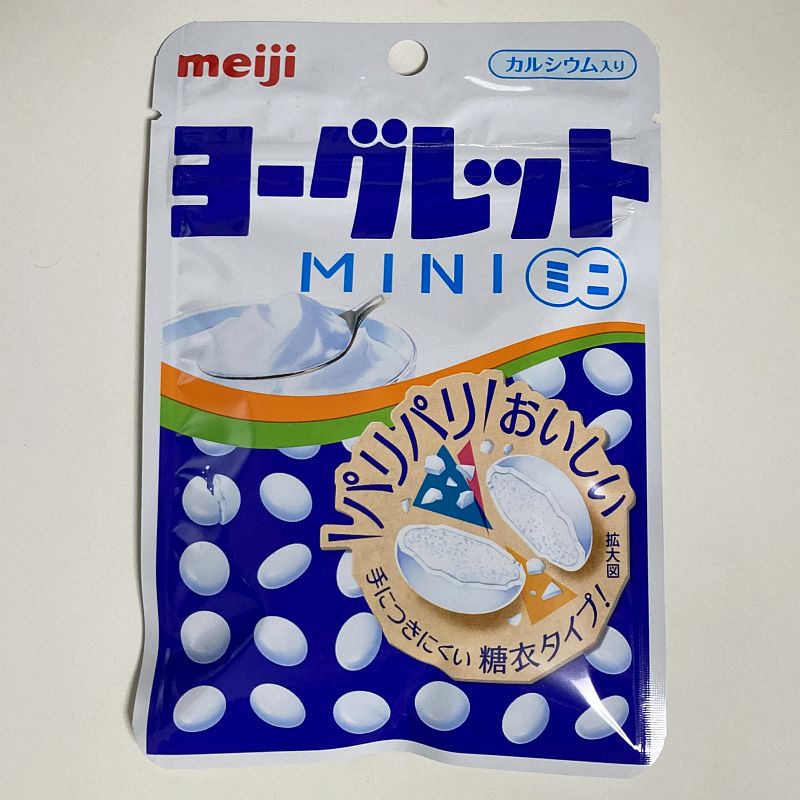 meiji
カルシウム入り
ヨーグレット
MINI ミニ
パリパリ
おいしい
拡大図
手につきにくい 糖衣タイプ!